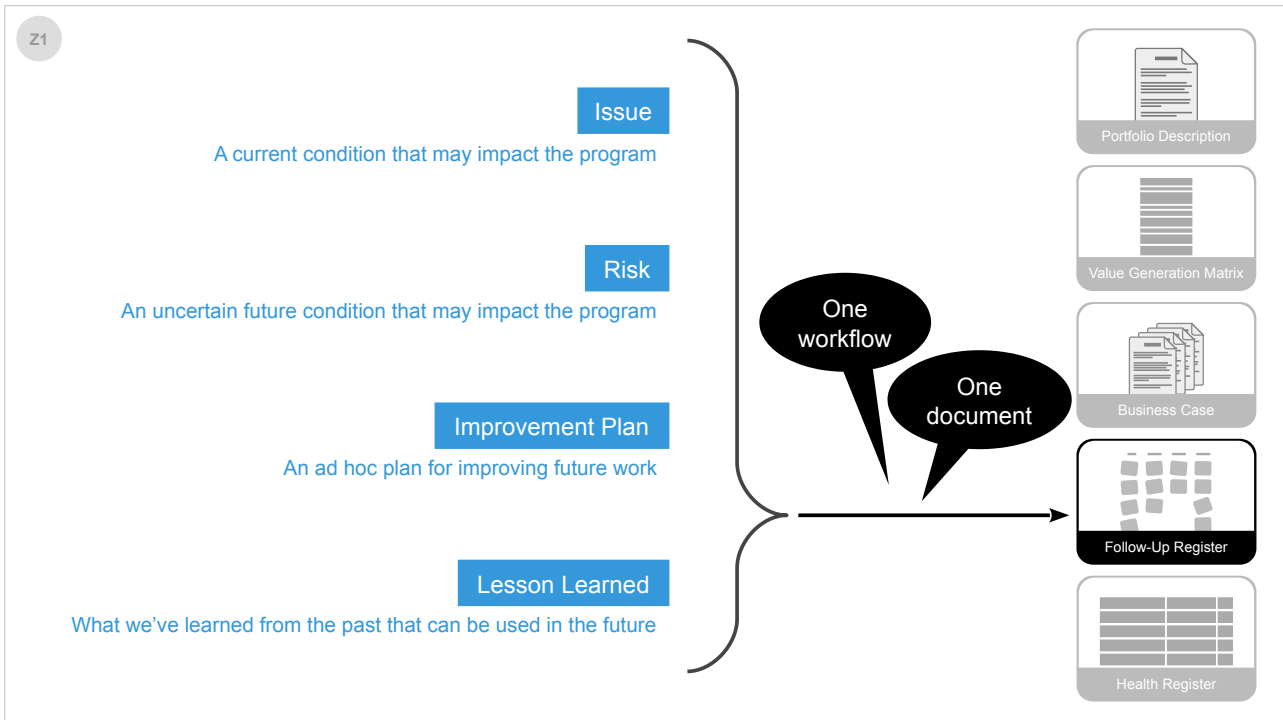 Z1
Issue
A current condition that may impact the program
Risk
An uncertain future condition that may impact the program
Improvement Plan
An ad hoc plan for improving future work
Lesson Learned
What we’ve learned from the past that can be used in the future
One
workflow
One
document
Portfolio Description
Value Generation Matrix
Business Case
Follow-Up Register
Health Register